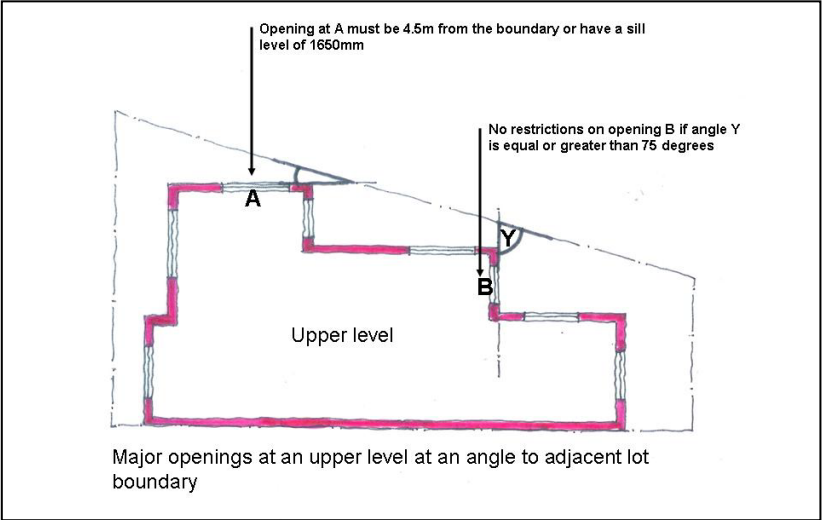 Opening at A must be 4.5m from the boundary or have a sill
level of 1650mm
No restrictions on opening B if angle Y
is equal or greater than 75 degrees
A
Y
B
Upper level
Major openings at an upper level at an angle to adjacent lot
boundary